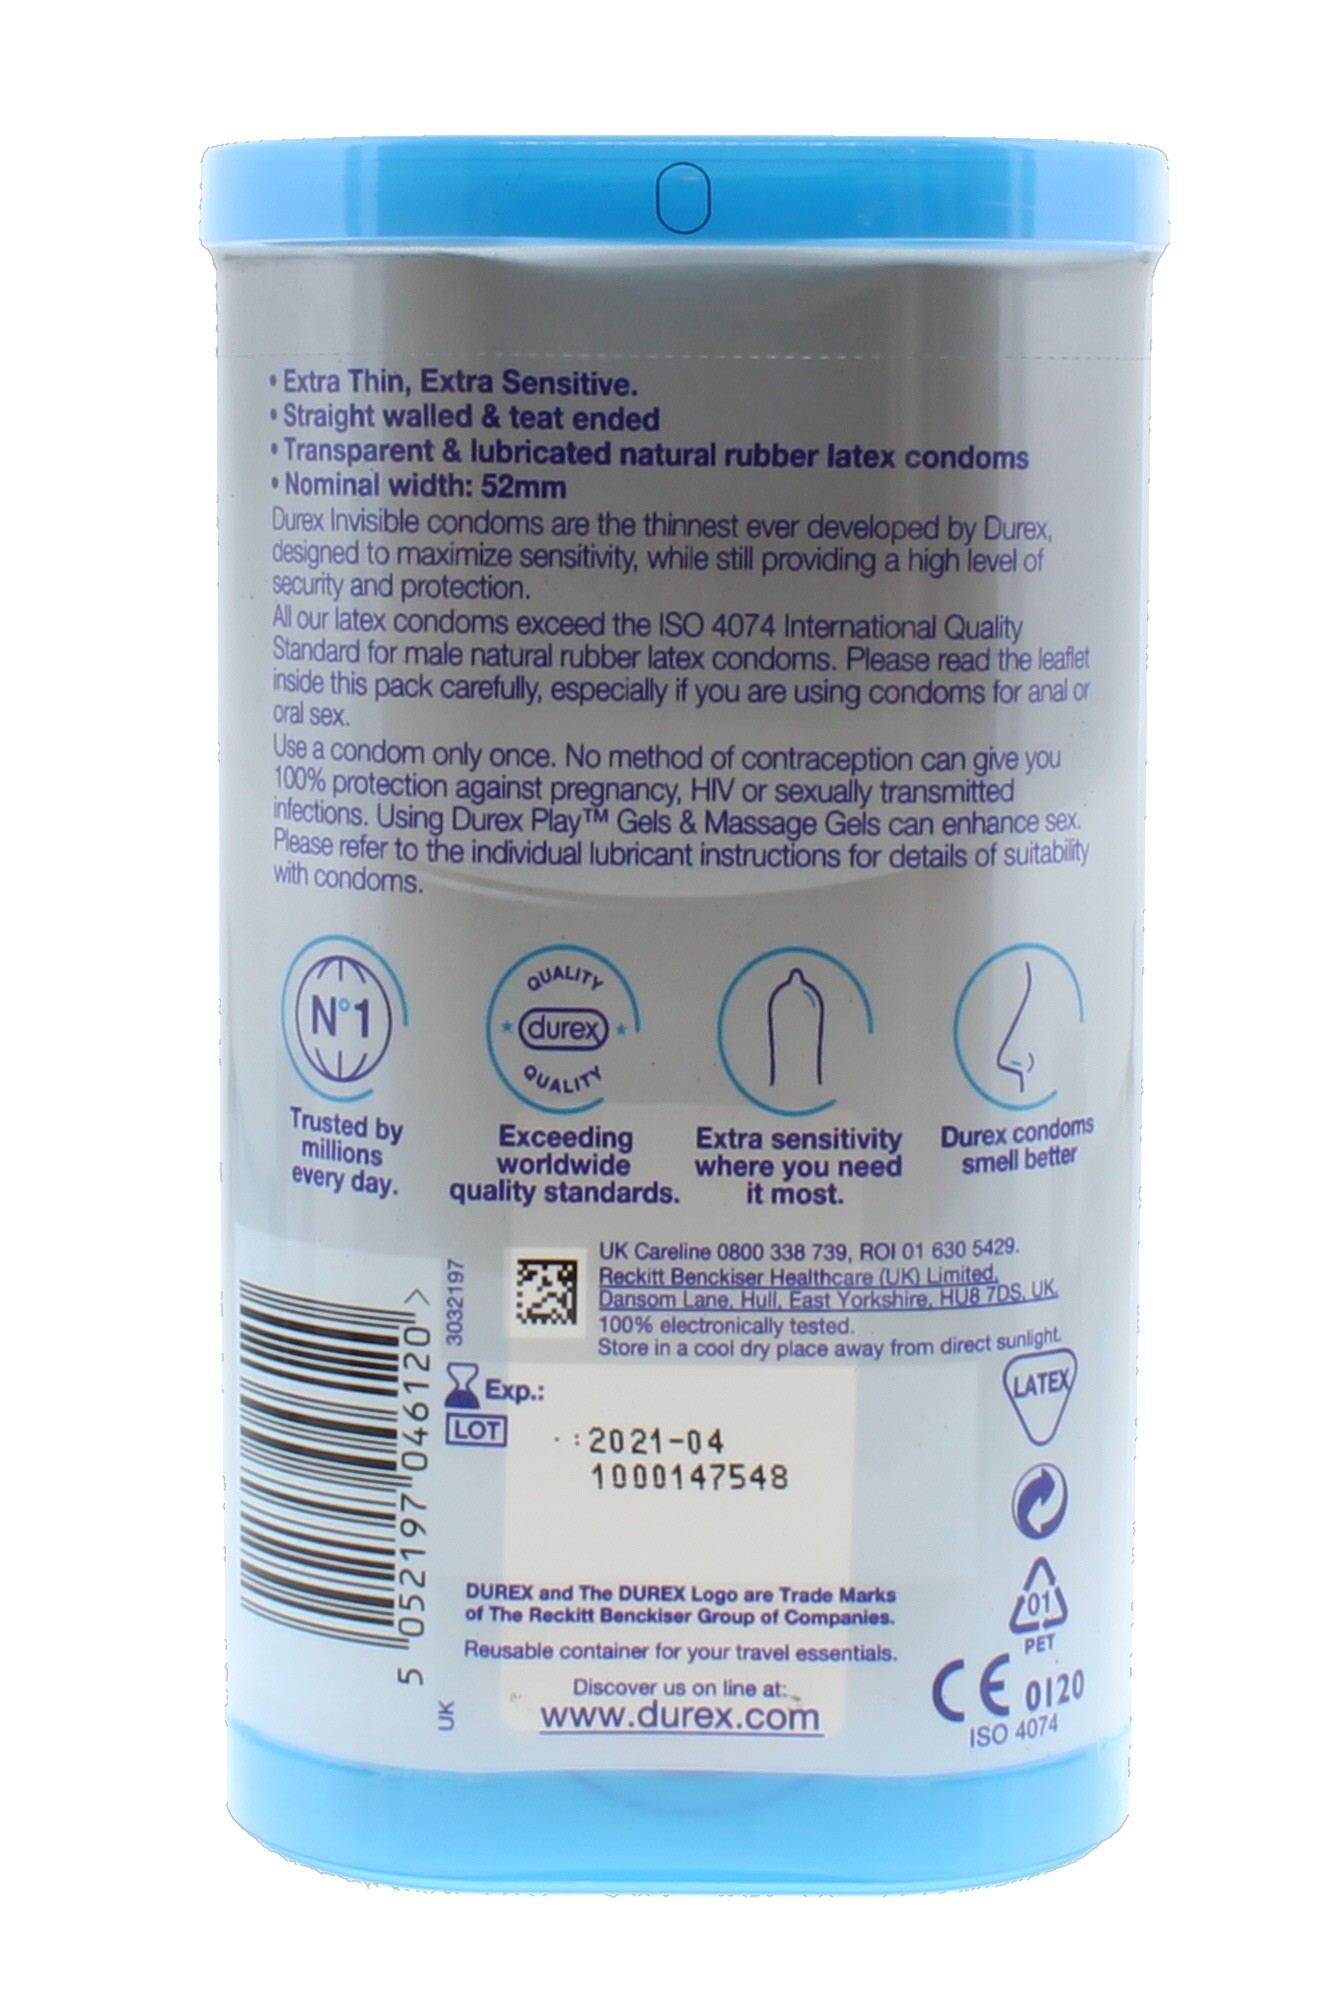 • Extra Thin, Extra Sensitive.
• Straight walled & teat ended
• Transparent & lubricated natural rubber latex condoms
• Nominal width: 52mm
Durex Invisible condoms are the thinnest ever developed by Durex,
designed to maximize sensitivity, while still providing a high level of
security and protection.
All our latex condoms exceed the ISO 4074 International Quality
Standard for male natural rubber latex condoms. Please read the leaflet
inside this pack carefully, especially if you are using condoms for anal or
oral sex.
Use a condom only once. No method of contraception can give you
100% protection against pregnancy, HIV or sexually transmitted
infections. Using Durex Play™ Gels & Massage Gels can enhance sex.
Please refer to the individual lubricant instructions for details of suitability
with condoms.
N°1
Trusted by
millions
every day.
QUALITY
durex
QUALITY
Exceeding
worldwide
quality standards.
Extra sensitivity
where you need
it most.
Durex condoms
smell better
UK Careline 0800 338 739, ROI 01 630 5429.
Reckitt Benckiser Healthcare (UK) Limited,
Dansom Lane, Hull, East Yorkshire, HU8 7DS, UK.
100% electronically tested.
Store in a cool dry place away from direct sunlight.
3032197
5 052197 046120 >
Exp.:
LOT
2021-04
1000147548
LATEX
01
PET
DUREX and The DUREX Logo are Trade Marks
of The Reckitt Benckiser Group of Companies.
Reusable container for your travel essentials.
Discover us on line at:
www.durex.com
UK
CE 0120
ISO 4074